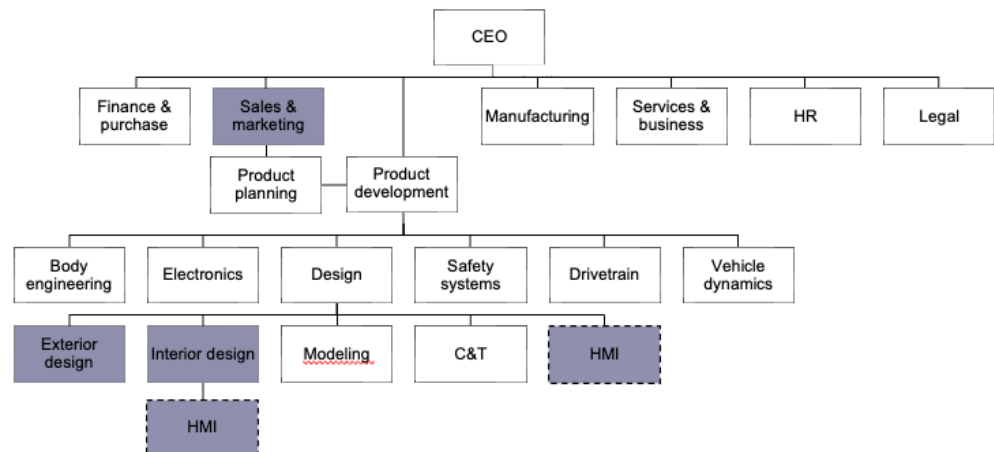 CEO
Finance &
purchase
Sales &
marketing
Manufacturing
Services &
business
HR
Legal
Product
planning
Product
development
Body
engineering
Electronics
Design
Safety
systems
Drivetrain
Vehicle
dynamics
Exterior
design
Interior design
Modeling
C&T
HMI
HMI